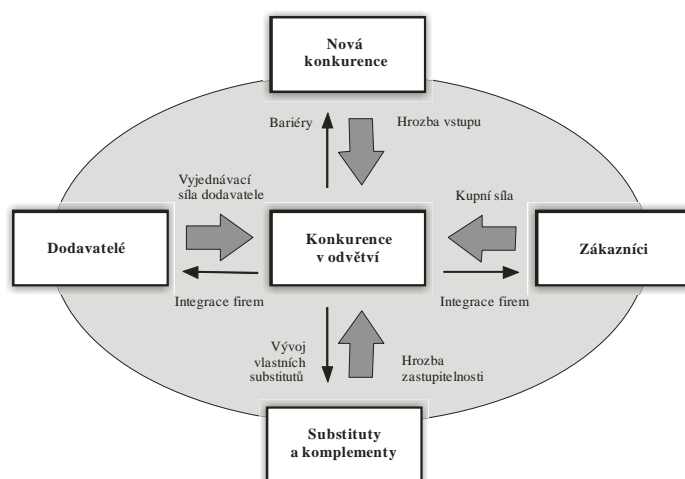 Nová
konkurence
Bariéry
Hrozba vstupu
Vyjednávací
síla dodavatele
Kupní síla
Dodavatelé
Konkurence
v odvětví
Zákazníci
Integrace firem
Integrace firem
Vývoj
vlastních
substitutů
Hrozba
zastupitelnosti
Substituty
a komplementy